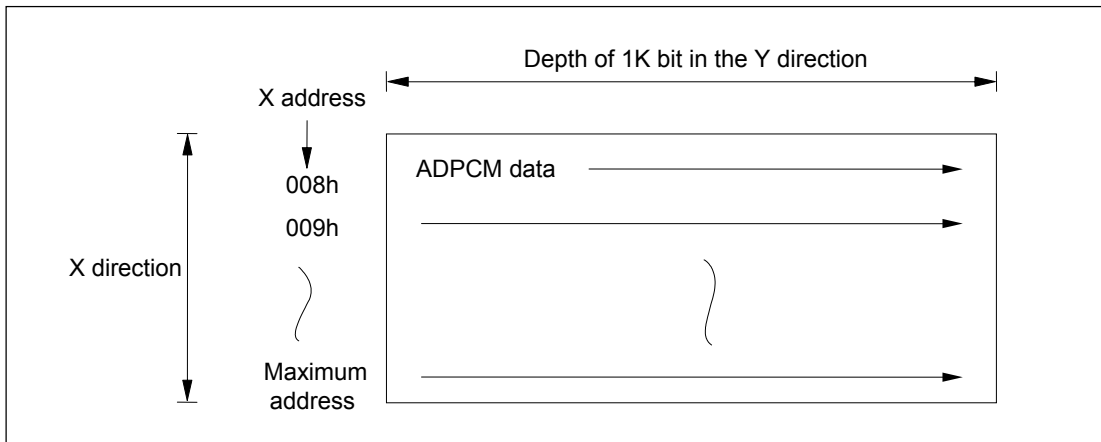 Depth of 1K bit in the Y direction
X address
008h
ADPCM data
009h
X direction
Maximum
address